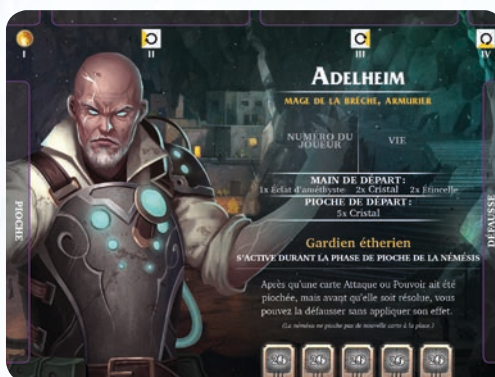 I
II
III
IV
ADELHEIM
MAGE DE LA BRÈCHE, ARMURIER
NUMÉRO DU
JOUEUR
VIE
MAIN DE DÉPART :
1x Éclat d'améthyste 2x Cristal 2x Étincelle
PIOCHE DE DÉPART :
5x Cristal
PIOCHE
DÉFAUSSE
Gardien étherien
S'ACTIVE DURANT LA PHASE DE PIOCHE DE LA NÉMÉSIS
Après qu'une carte Attaque ou Pouvoir ait été
piochée, mais avant qu'elle soit résolue, vous
pouvez la défausser sans appliquer son effet.
(La némésis ne pioche pas de nouvelle carte à la place.)